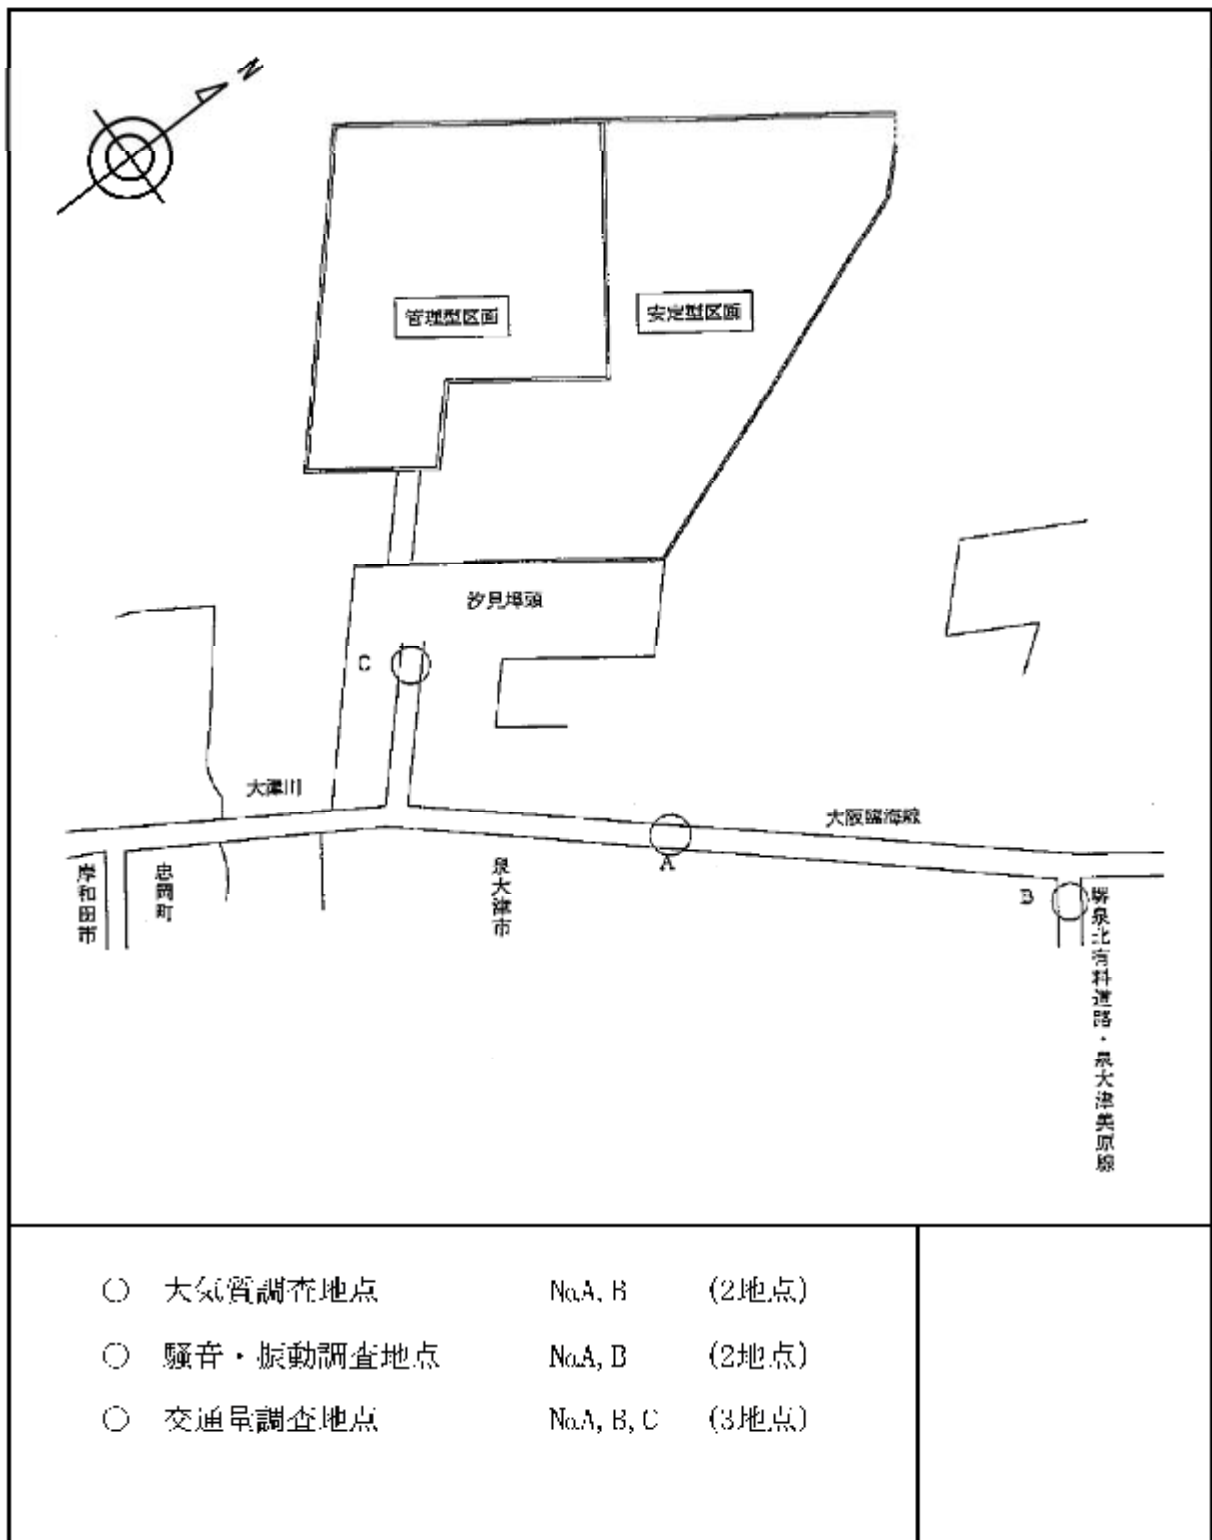 N
管理型区画
安定型区画
汐見埠頭
C
大津川
大阪臨海線
A
B
岸和田市
忠岡町
泉大津市
堺泉北有料道路・泉大津美原線
○ 大気質調査地点 No.A, B (2地点)
○ 騒音・振動調査地点 No.A, B (2地点)
○ 交通量調査地点 No.A, B, C (3地点)